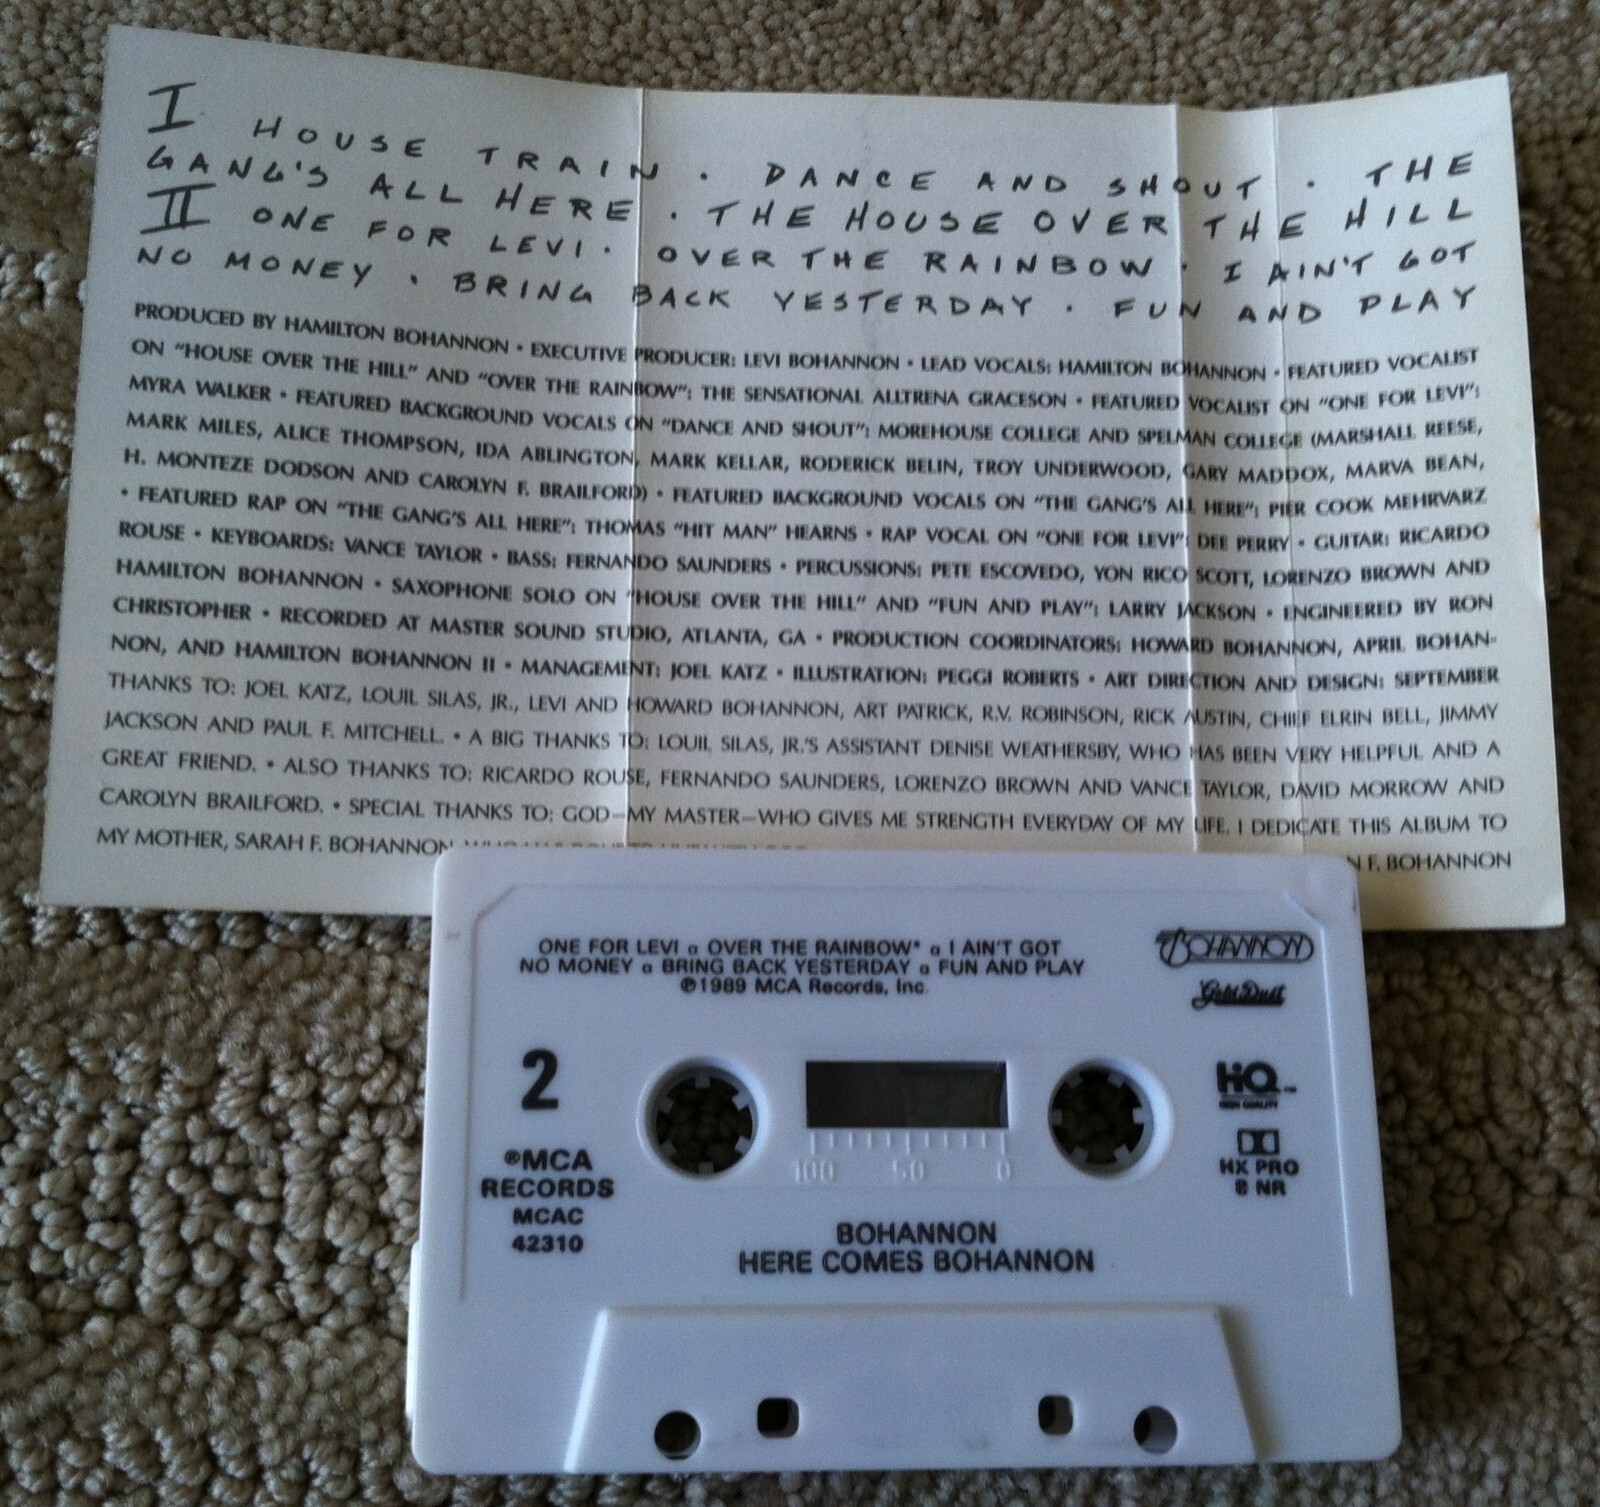 I HOUSE TRAIN · DANCE AND SHOUT · THE
GANG'S ALL HERE · THE HOUSE OVER THE HILL
II ONE FOR LEVI · OVER THE RAINBOW · I AIN'T GOT
NO MONEY · BRING BACK YESTERDAY · FUN AND PLAY
PRODUCED BY HAMILTON BOHANNON • EXECUTIVE PRODUCER: LEVI BOHANNON • LEAD VOCALS: HAMILTON BOHANNON • FEATURED VOCALIST
ON "HOUSE OVER THE HILL" AND "OVER THE RAINBOW": THE SENSATIONAL ALLTRENA GRACESON • FEATURED VOCALIST ON "ONE FOR LEVI":
MYRA WALKER • FEATURED BACKGROUND VOCALS ON "DANCE AND SHOUT": MOREHOUSE COLLEGE AND SPELMAN COLLEGE (MARSHALL REESE,
MARK MILES, ALICE THOMPSON, IDA ABLINGTON, MARK KELLAR, RODERICK BELIN, TROY UNDERWOOD, GARY MADDOX, MARVA BEAN,
H. MONTEZE DODSON AND CAROLYN F. BRAILFORD) • FEATURED BACKGROUND VOCALS ON "THE GANG'S ALL HERE": PIER COOK MEHRVARZ
• FEATURED RAP ON "THE GANG'S ALL HERE": THOMAS "HIT MAN" HEARNS • RAP VOCAL ON "ONE FOR LEVI": DEE PERRY • GUITAR: RICARDO
ROUSE • KEYBOARDS: VANCE TAYLOR • BASS: FERNANDO SAUNDERS • PERCUSSIONS: PETE ESCOVEDO, YON RICO SCOTT, LORENZO BROWN AND
HAMILTON BOHANNON • SAXOPHONE SOLO ON "HOUSE OVER THE HILL" AND "FUN AND PLAY": LARRY JACKSON • ENGINEERED BY RON
CHRISTOPHER • RECORDED AT MASTER SOUND STUDIO, ATLANTA, GA • PRODUCTION COORDINATORS: HOWARD BOHANNON, APRIL BOHAN-
NON, AND HAMILTON BOHANNON II • MANAGEMENT: JOEL KATZ • ILLUSTRATION: PEGGI ROBERTS • ART DIRECTION AND DESIGN: SEPTEMBER
THANKS TO: JOEL KATZ, LOUIL SILAS, JR., LEVI AND HOWARD BOHANNON, ART PATRICK, R.V. ROBINSON, RICK AUSTIN, CHIEF ELRIN BELL, JIMMY
JACKSON AND PAUL F. MITCHELL. • A BIG THANKS TO: LOUIL SILAS, JR.'S ASSISTANT DENISE WEATHERSBY, WHO HAS BEEN VERY HELPFUL AND A
GREAT FRIEND. • ALSO THANKS TO: RICARDO ROUSE, FERNANDO SAUNDERS, LORENZO BROWN AND VANCE TAYLOR, DAVID MORROW AND
CAROLYN BRAILFORD. • SPECIAL THANKS TO: GOD—MY MASTER—WHO GIVES ME STRENGTH EVERYDAY OF MY LIFE. I DEDICATE THIS ALBUM TO
MY MOTHER, SARAH F. BOHANNON, F. BOHANNON
ONE FOR LEVI o OVER THE RAINBOW* o I AIN'T GOT
NO MONEY o BRING BACK YESTERDAY o FUN AND PLAY
℗1989 MCA Records, Inc.
BOHANNON
Gold Dust
2
HiQ™
HIGH QUALITY
®MCA
RECORDS
MCAC
42310
HX PRO
B NR
100 50 0
BOHANNON
HERE COMES BOHANNON